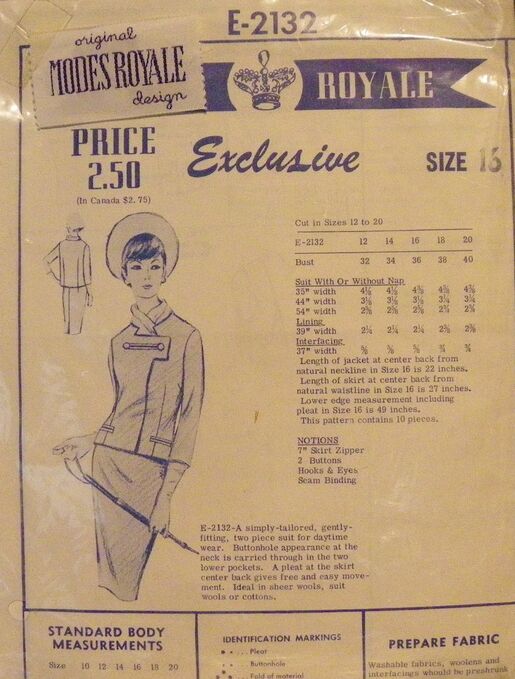 E-2132
original
MODES ROYALE
design
ROYALE
PRICE
2.50
(In Canada $2.75)
Exclusive
SIZE 16
Cut in Sizes 12 to 20
E-2132 12 14 16 18 20
Bust 32 34 36 38 40
Suit With Or Without Nap
35" width
44" width
54" width
Lining
39" width
Interfacing
37" width
Length of jacket at center back from
natural neckline in Size 16 is 22 inches.
Length of skirt at center back from
natural waistline in Size 16 is 27 inches.
Lower edge measurement including
pleat in Size 16 is 49 inches.
This pattern contains 10 pieces.
NOTIONS
7" Skirt Zipper
2 Buttons
Hooks & Eyes
Seam Binding
E-2132-A simply-tailored, gently-
fitting, two piece suit for daytime
wear. Buttonhole appearance at the
neck is carried through in the two
lower pockets. A pleat at the skirt
center back gives free and easy move-
ment. Ideal in sheer wools, suit
wools or cottons.
STANDARD BODY
MEASUREMENTS
Size 10 12 14 16 18 20
IDENTIFICATION MARKINGS
Pleat
Buttonhole
Fold of material
PREPARE FABRIC
Washable fabrics, woolens and
interfacings should be preshrunk